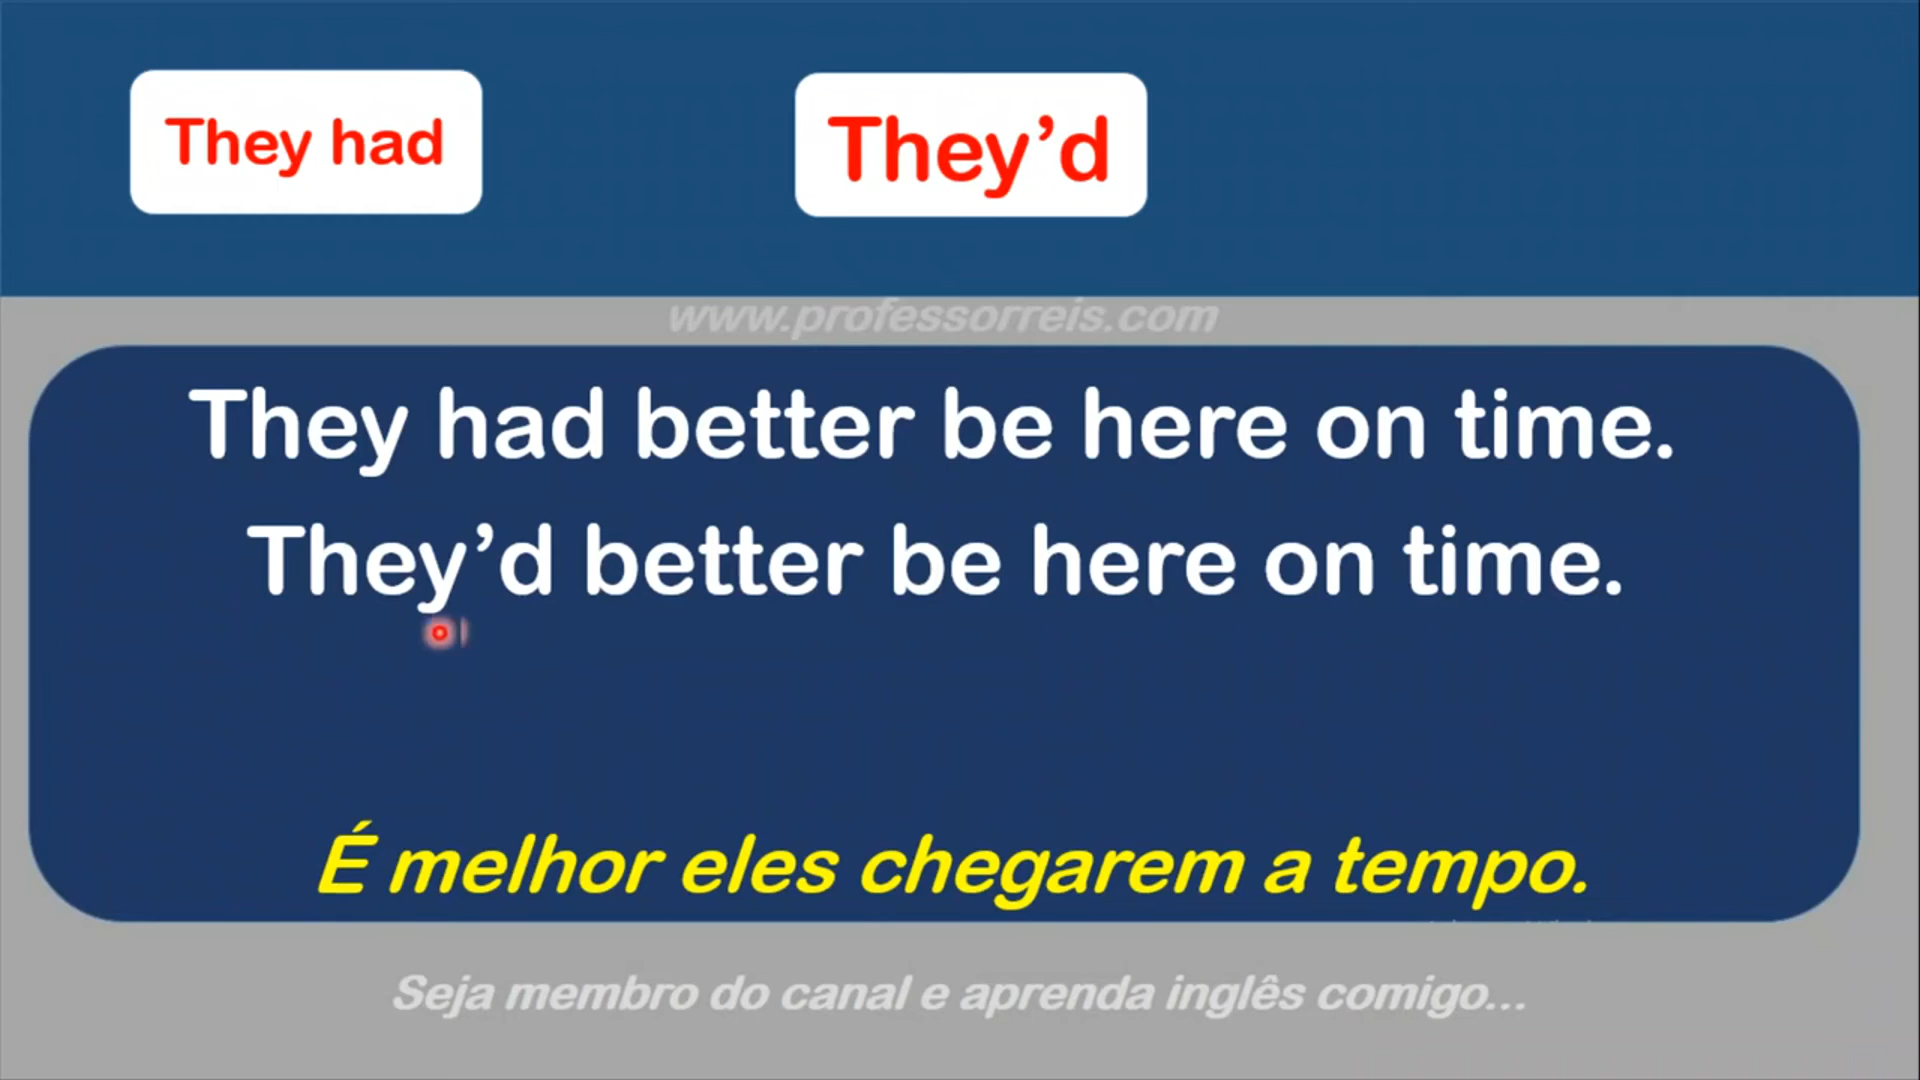 They had
They’d
www.professorreis.com
They had better be here on time.
They’d better be here on time.
É melhor eles chegarem a tempo.
Seja membro do canal e aprenda inglês comigo...